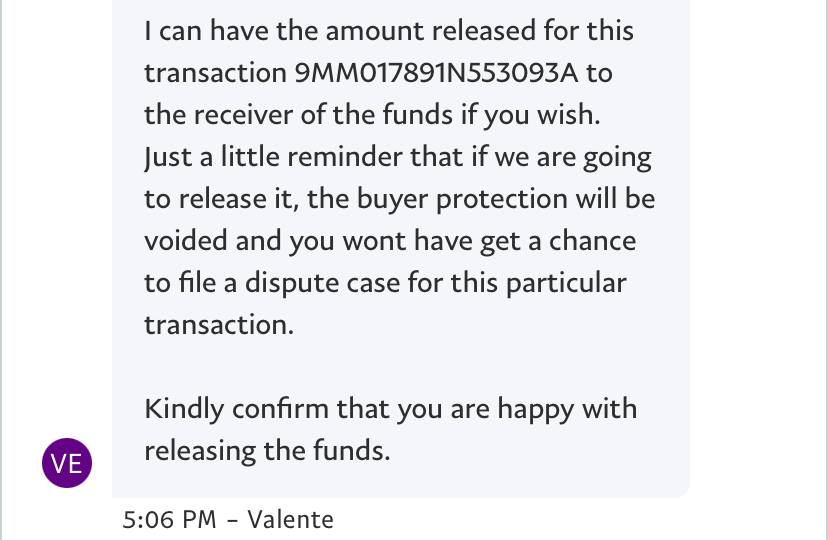 I can have the amount released for this
transaction 9MM017891N553093A to
the receiver of the funds if you wish.
Just a little reminder that if we are going
to release it, the buyer protection will be
voided and you wont have get a chance
to file a dispute case for this particular
transaction.
Kindly confirm that you are happy with
releasing the funds.
VE
5:06 PM – Valente